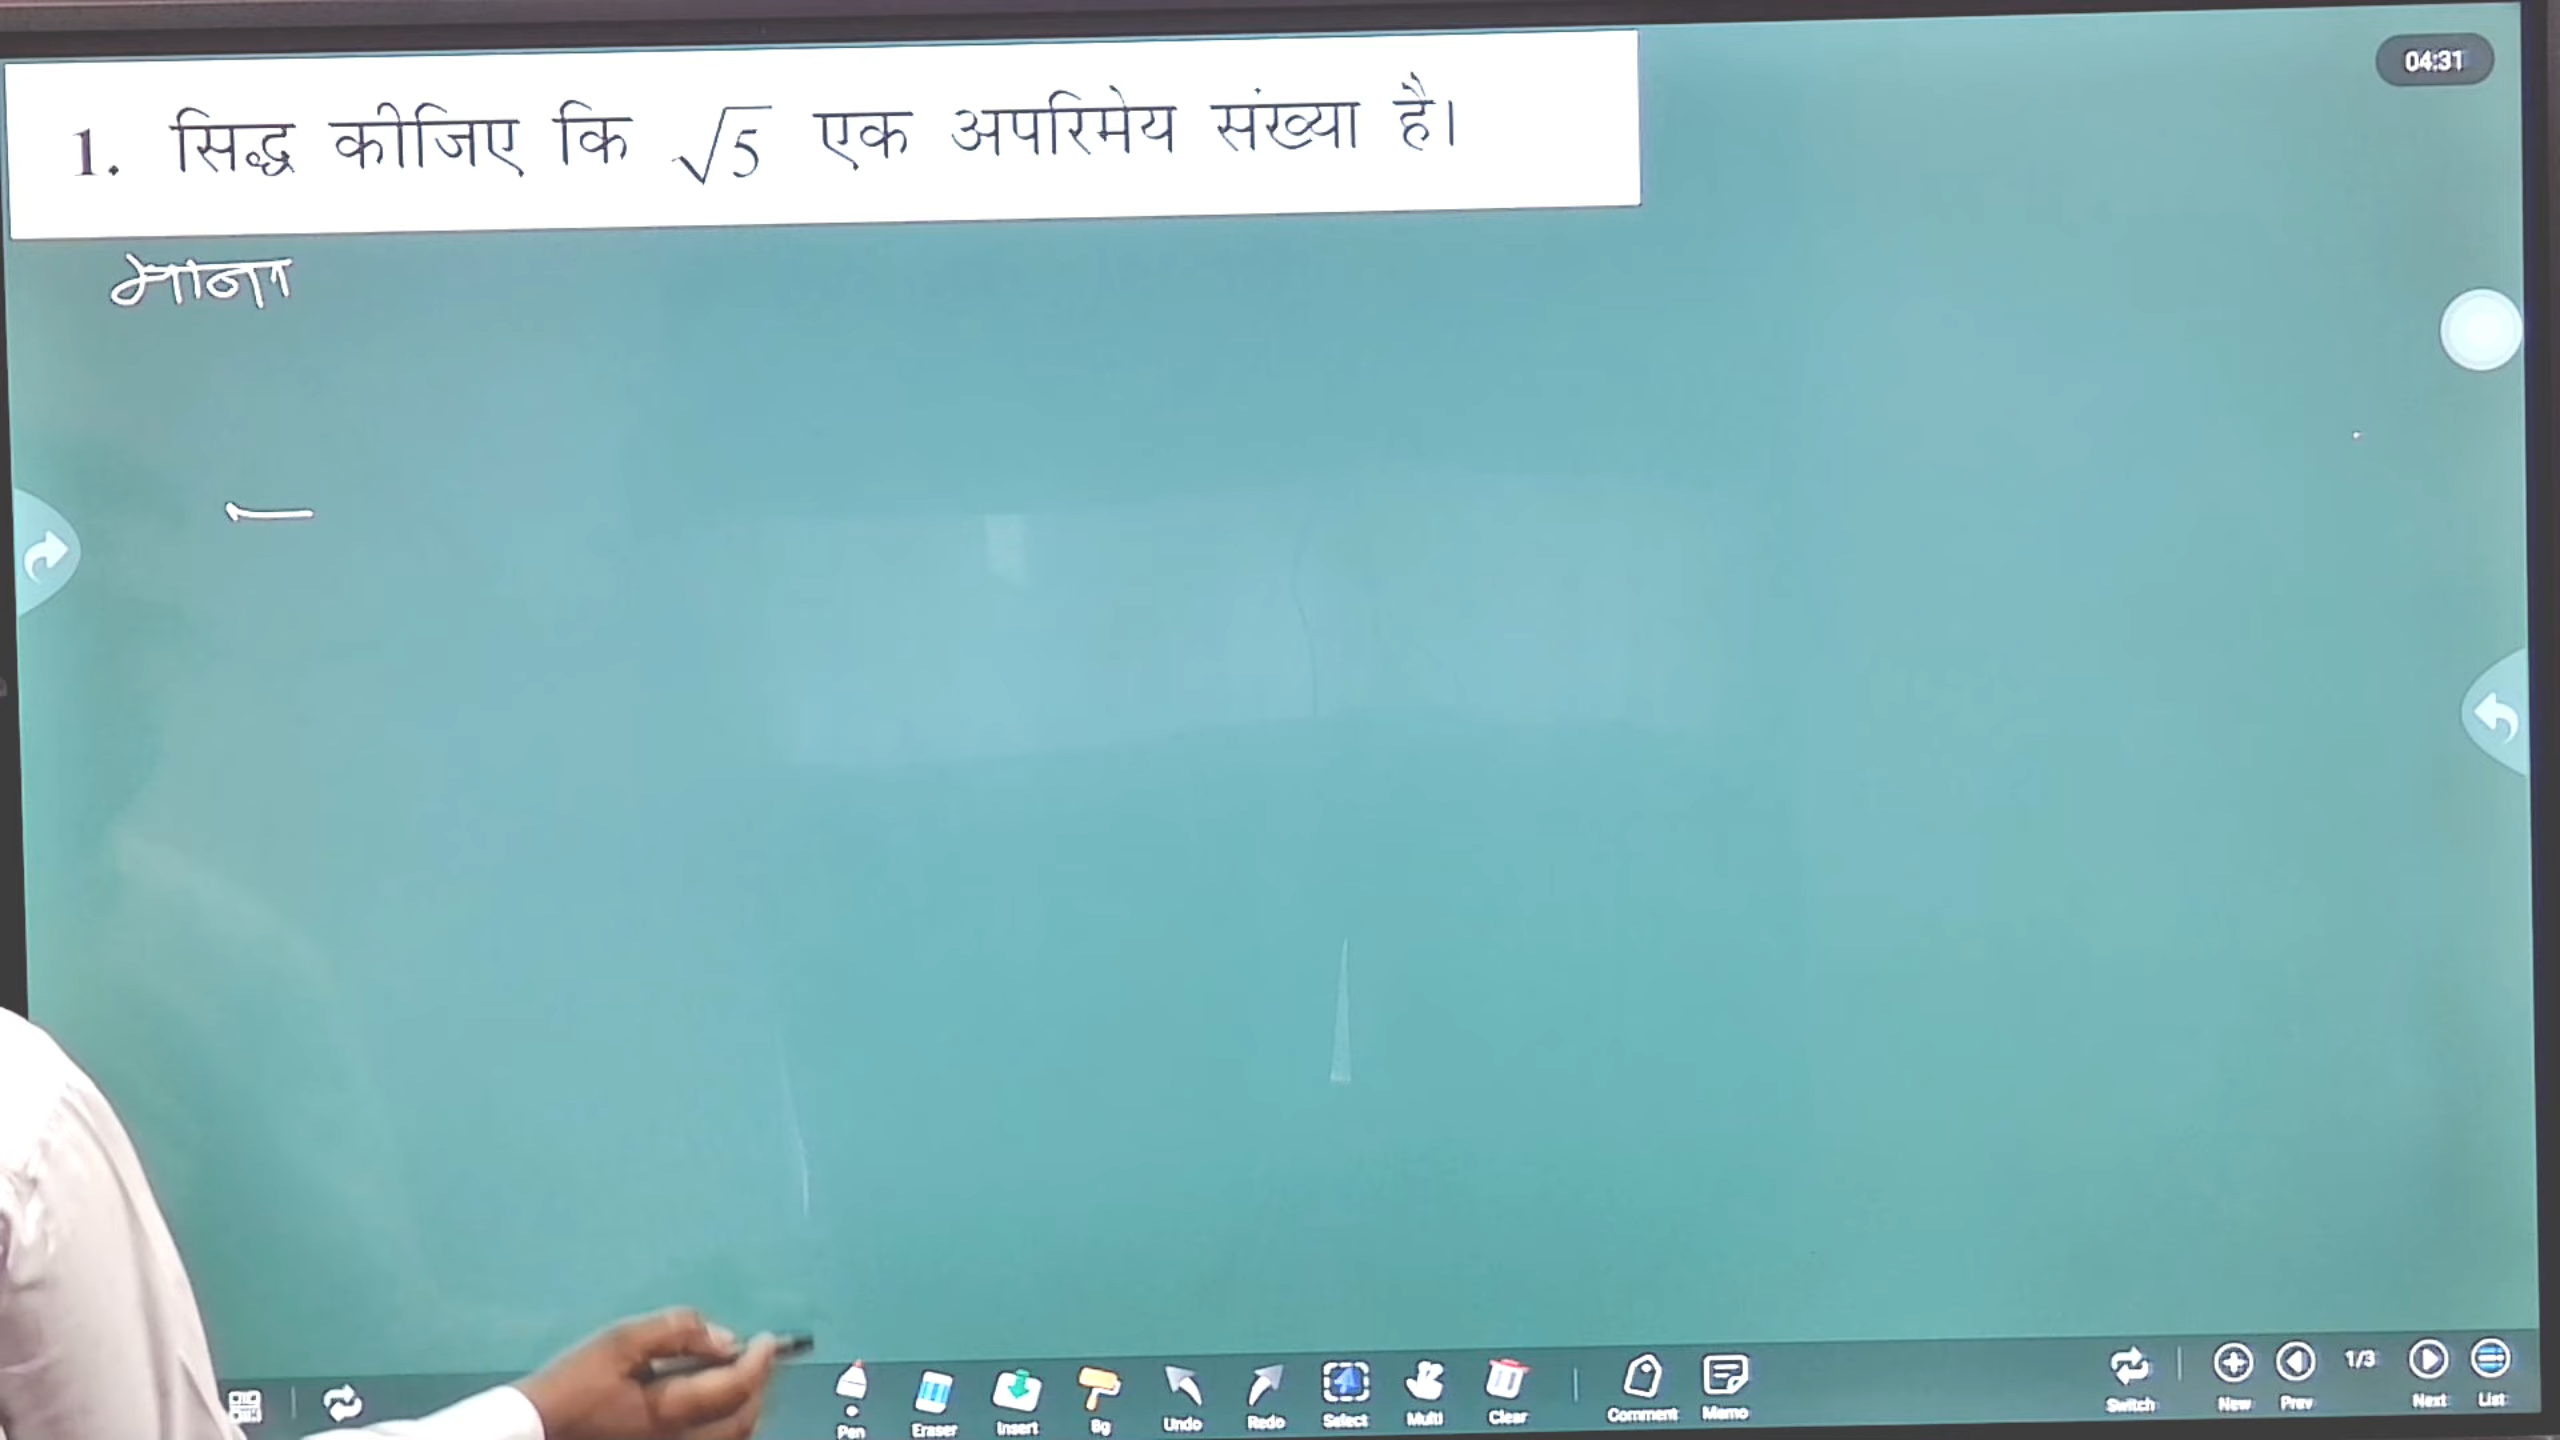 04:31
1. सिद्ध कीजिए कि √5 एक अपरिमेय संख्या है।
माना
Pen Eraser Insert Bg Undo Redo Select Multi Clear Comment Memo Switch New Prev 1/3 Next List